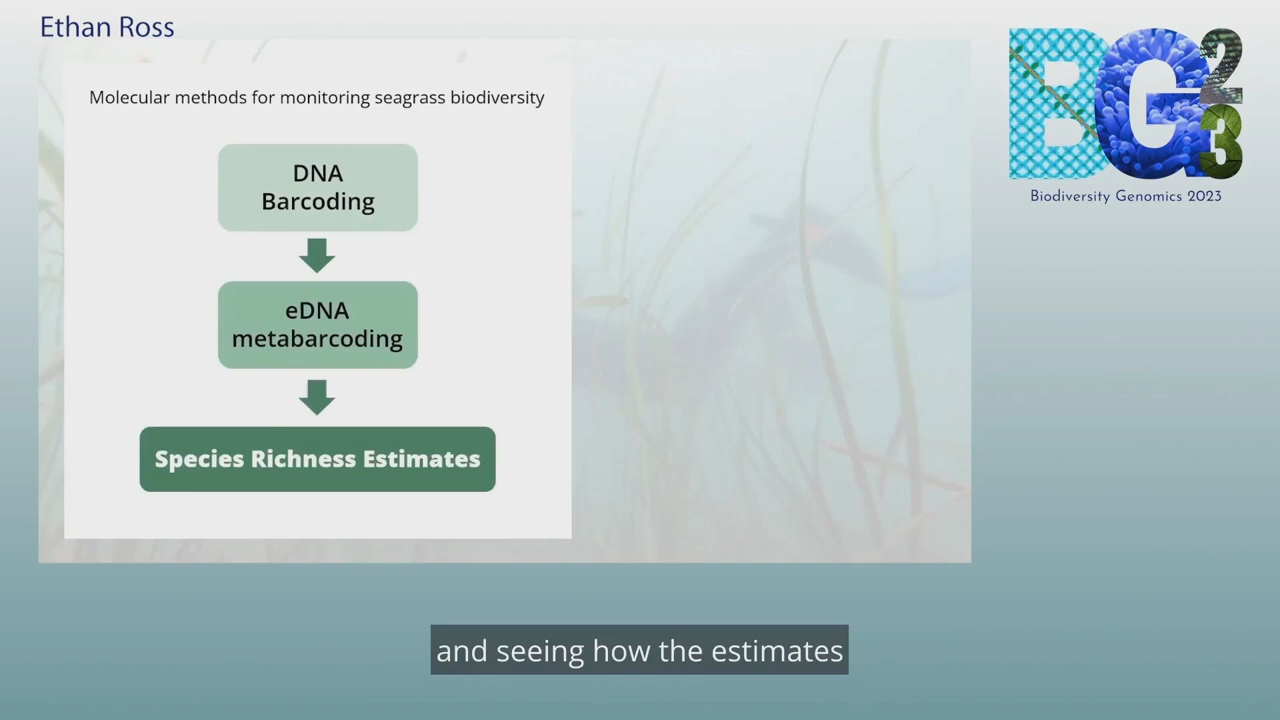 Ethan Ross
BG23
Biodiversity Genomics 2023
Molecular methods for monitoring seagrass biodiversity
DNA
Barcoding
eDNA
metabarcoding
Species Richness Estimates
and seeing how the estimates